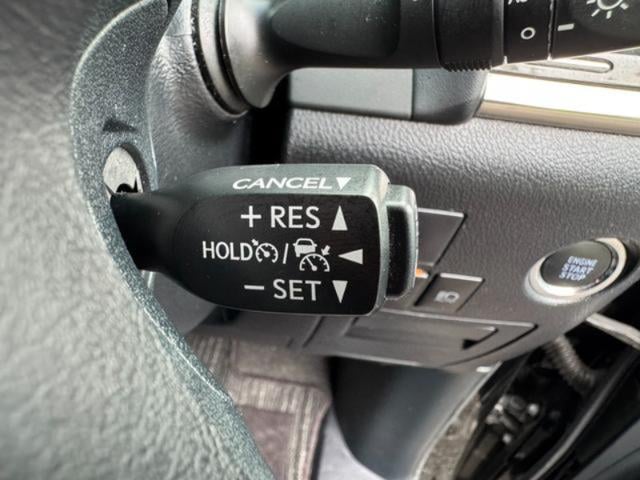 CANCEL▼
+ RES ▲
HOLD / ◀
− SET ▼
ENGINE
START
STOP